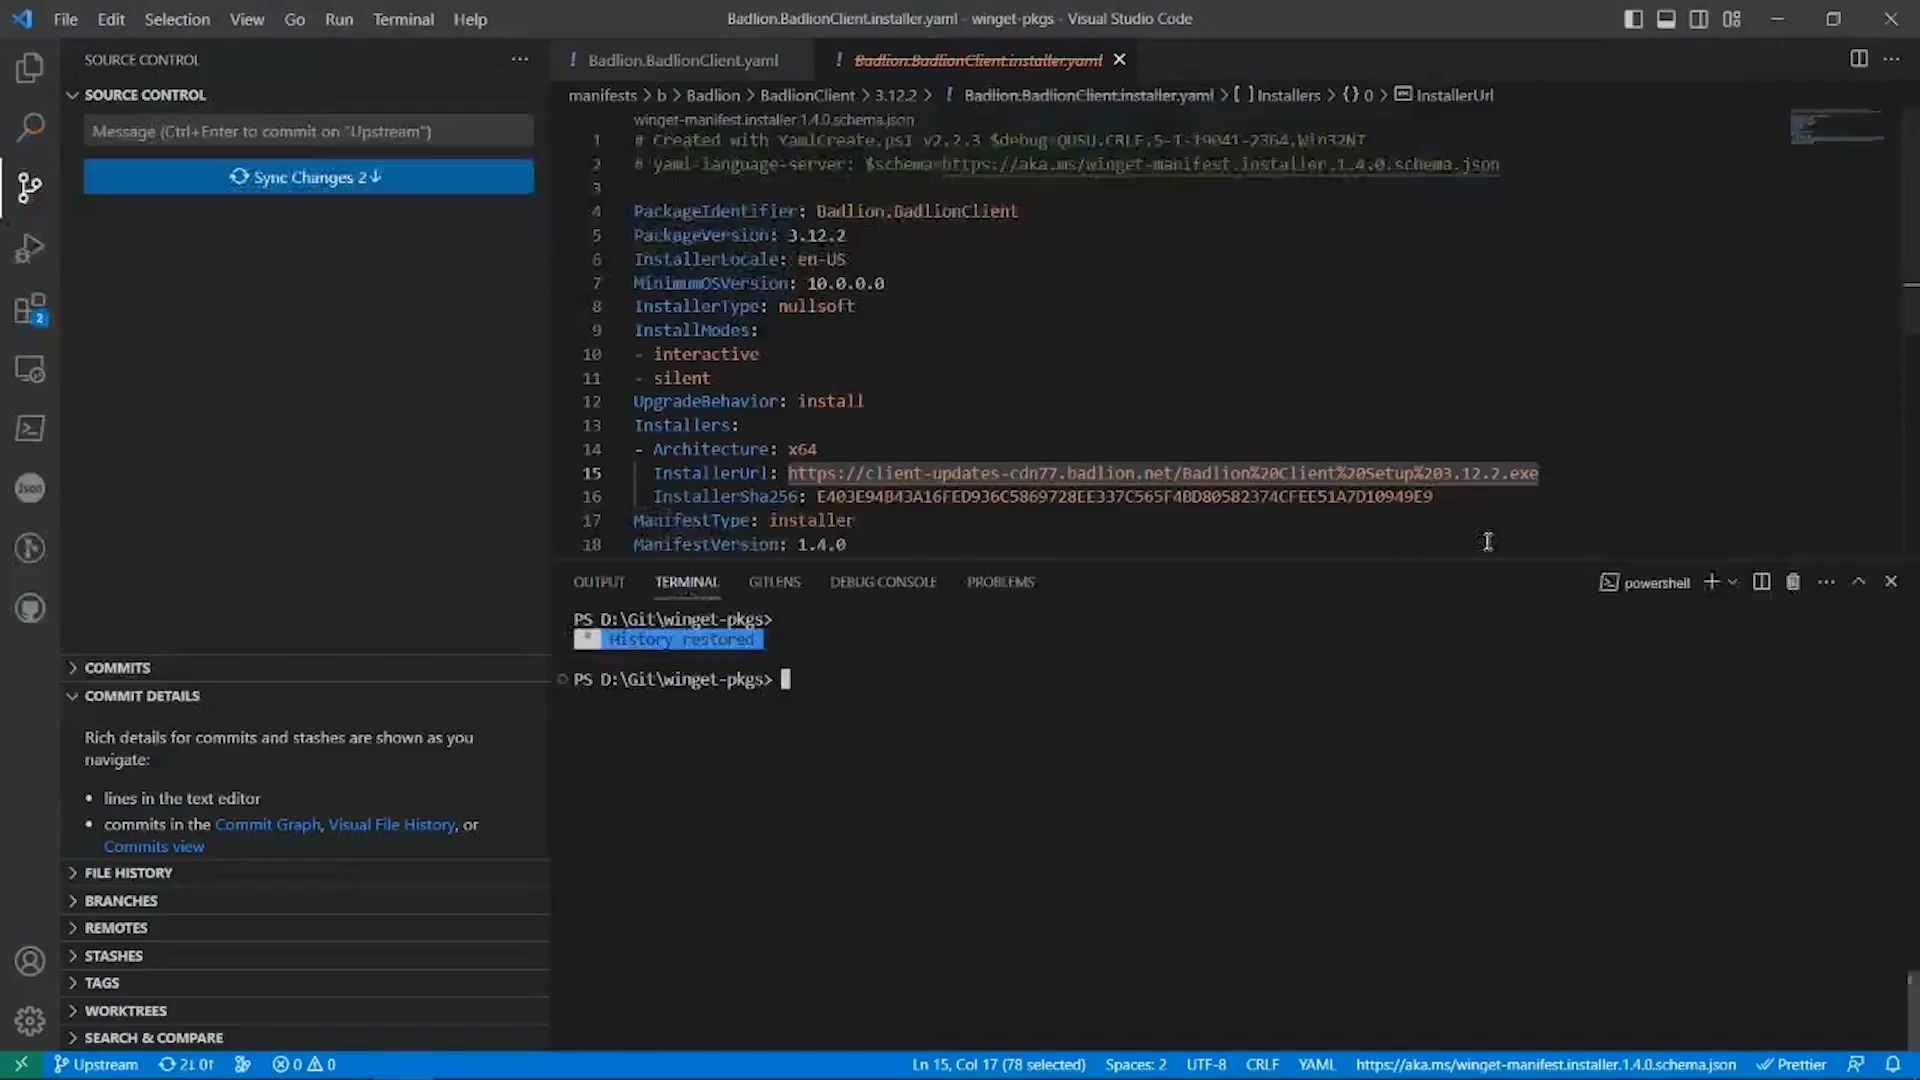 File Edit Selection View Go Run Terminal Help
Badlion.BadlionClient.installer.yaml - winget-pkgs - Visual Studio Code
SOURCE CONTROL
SOURCE CONTROL
Message (Ctrl+Enter to commit on "Upstream")
Sync Changes 2↓
2
COMMITS
COMMIT DETAILS
Rich details for commits and stashes are shown as you
navigate:
• lines in the text editor
• commits in the Commit Graph, Visual File History, or
Commits view
FILE HISTORY
BRANCHES
REMOTES
STASHES
TAGS
WORKTREES
SEARCH & COMPARE
! Badlion.BadlionClient.yaml
! Badlion.BadlionClient.installer.yaml
manifests > b > Badlion > BadlionClient > 3.12.2 > ! Badlion.BadlionClient.installer.yaml > [ ] Installers > {} 0 > InstallerUrl
winget-manifest.installer.1.4.0.schema.json
1 # Created with YamlCreate.ps1 v2.2.3 $debug=QUSU.CRLF.5-1-19041-2364.Win32NT
2 # yaml-language-server: $schema=https://aka.ms/winget-manifest.installer.1.4.0.schema.json
3
4 PackageIdentifier: Badlion.BadlionClient
5 PackageVersion: 3.12.2
6 InstallerLocale: en-US
7 MinimumOSVersion: 10.0.0.0
8 InstallerType: nullsoft
9 InstallModes:
10 - interactive
11 - silent
12 UpgradeBehavior: install
13 Installers:
14 - Architecture: x64
15 InstallerUrl: https://client-updates-cdn77.badlion.net/Badlion%20Client%20Setup%203.12.2.exe
16 InstallerSha256: E403E94B43A16FED936C5869728EE337C565F4BD80582374CFEE51A7D10949E9
17 ManifestType: installer
18 ManifestVersion: 1.4.0
OUTPUT TERMINAL GITLENS DEBUG CONSOLE PROBLEMS
powershell
PS D:\Git\winget-pkgs>
* History restored
PS D:\Git\winget-pkgs>
Json
Upstream 2↓ 0↑ 0 0
Ln 15, Col 17 (78 selected) Spaces: 2 UTF-8 CRLF YAML https://aka.ms/winget-manifest.installer.1.4.0.schema.json Prettier